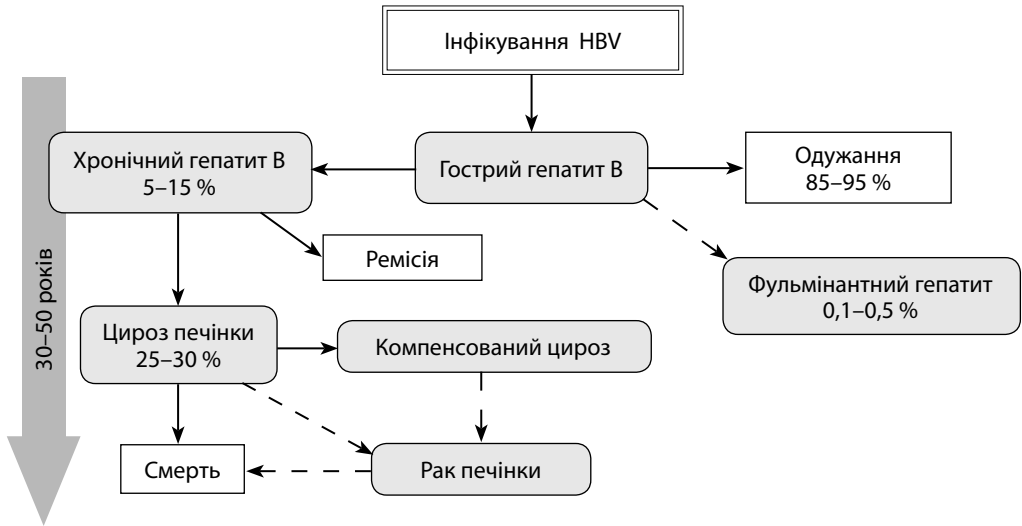 Інфікування HBV
Хронічний гепатит В
5–15 %
Гострий гепатит В
Одужання
85–95 %
Ремісія
Фульмінантний гепатит
0,1–0,5 %
30–50 років
Цироз печінки
25–30 %
Компенсований цироз
Смерть
Рак печінки